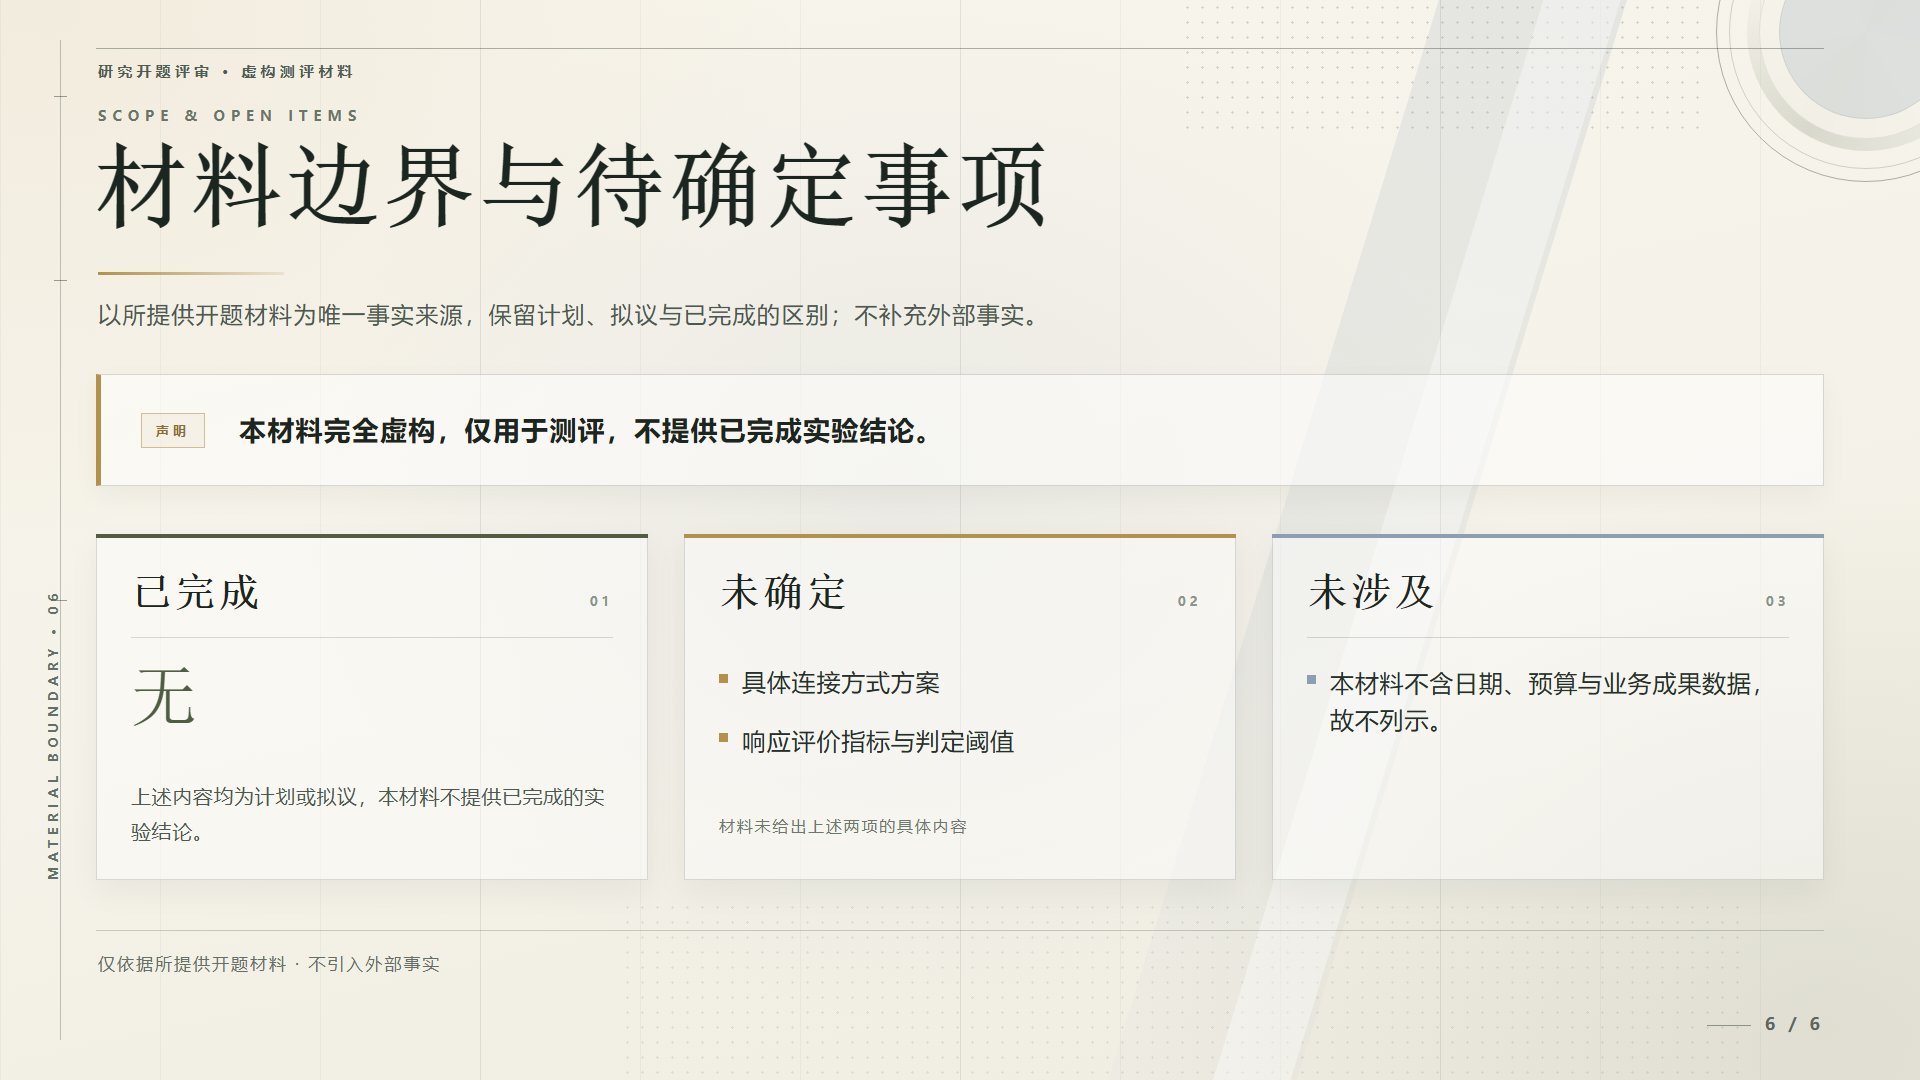 研究开题评审 • 虚构测评材料
SCOPE & OPEN ITEMS
材料边界与待确定事项
以所提供开题材料为唯一事实来源，保留计划、拟议与已完成的区别；不补充外部事实。
声明
本材料完全虚构，仅用于测评，不提供已完成实验结论。
已完成
01
无
上述内容均为计划或拟议，本材料不提供已完成的实
验结论。
未确定
02
具体连接方式方案
响应评价指标与判定阈值
材料未给出上述两项的具体内容
未涉及
03
本材料不含日期、预算与业务成果数据，
故不列示。
MATERIAL BOUNDARY • 06
仅依据所提供开题材料 · 不引入外部事实
6 / 6